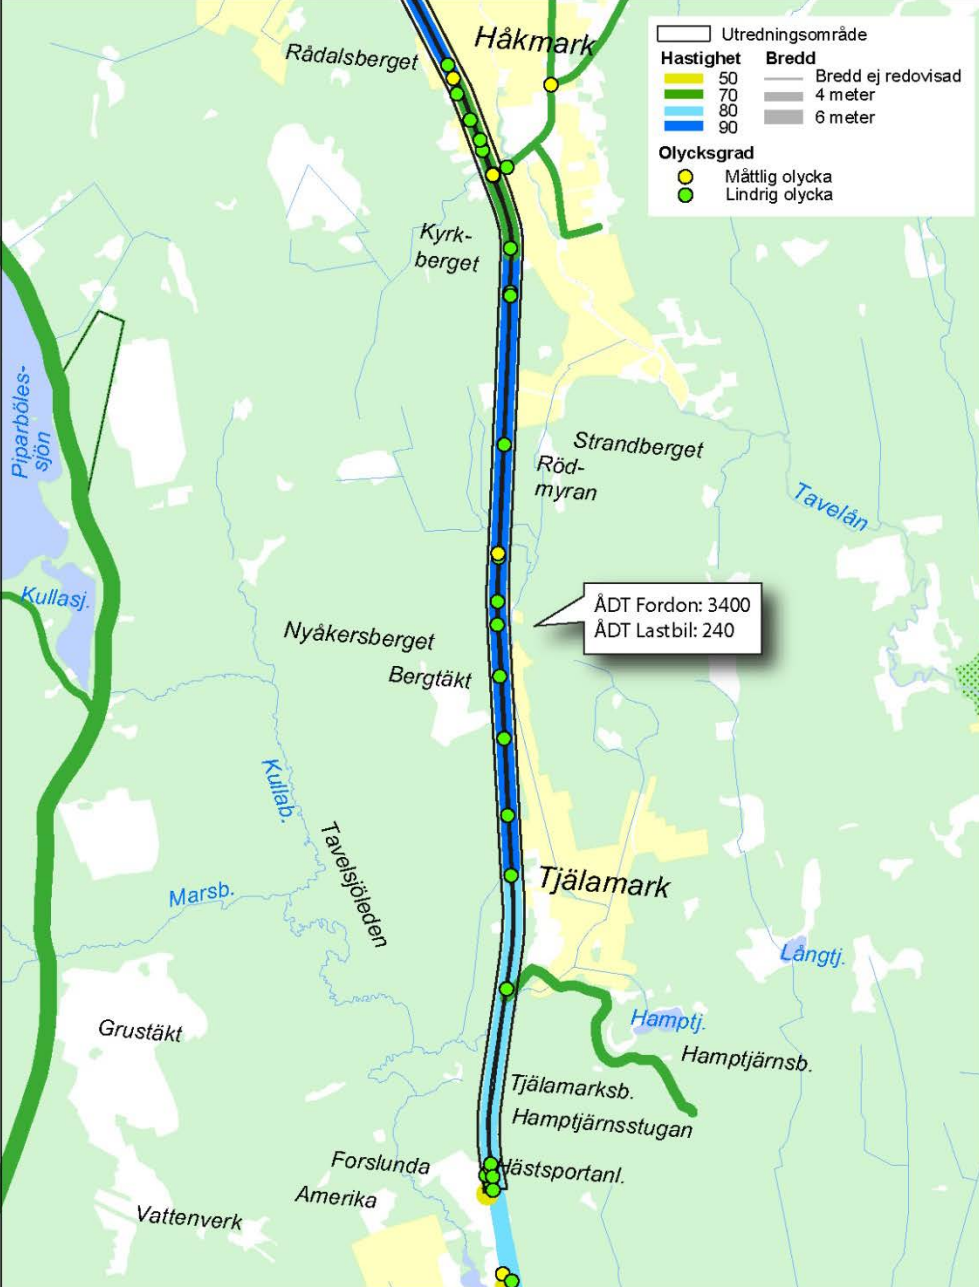 Håkmark
Rådalsberget
Utredningsområde
Hastighet
Bredd
50
70
80
90
Bredd ej redovisad
4 meter
6 meter
Olycksgrad
Måttlig olycka
Lindrig olycka
Kyrk-
berget
Piparböles-
sjön
Strandberget
Röd-
myran
Tavelån
Kullasj.
ÅDT Fordon: 3400
ÅDT Lastbil: 240
Nyåkersberget
Bergtäkt
Kullab.
Tavelsjöleden
Marsb.
Tjälamark
Långtj.
Hamptj.
Grustäkt
Hamptjärnsb.
Tjälamarksb.
Hamptjärnsstugan
Forslunda
Hästsportanl.
Amerika
Vattenverk